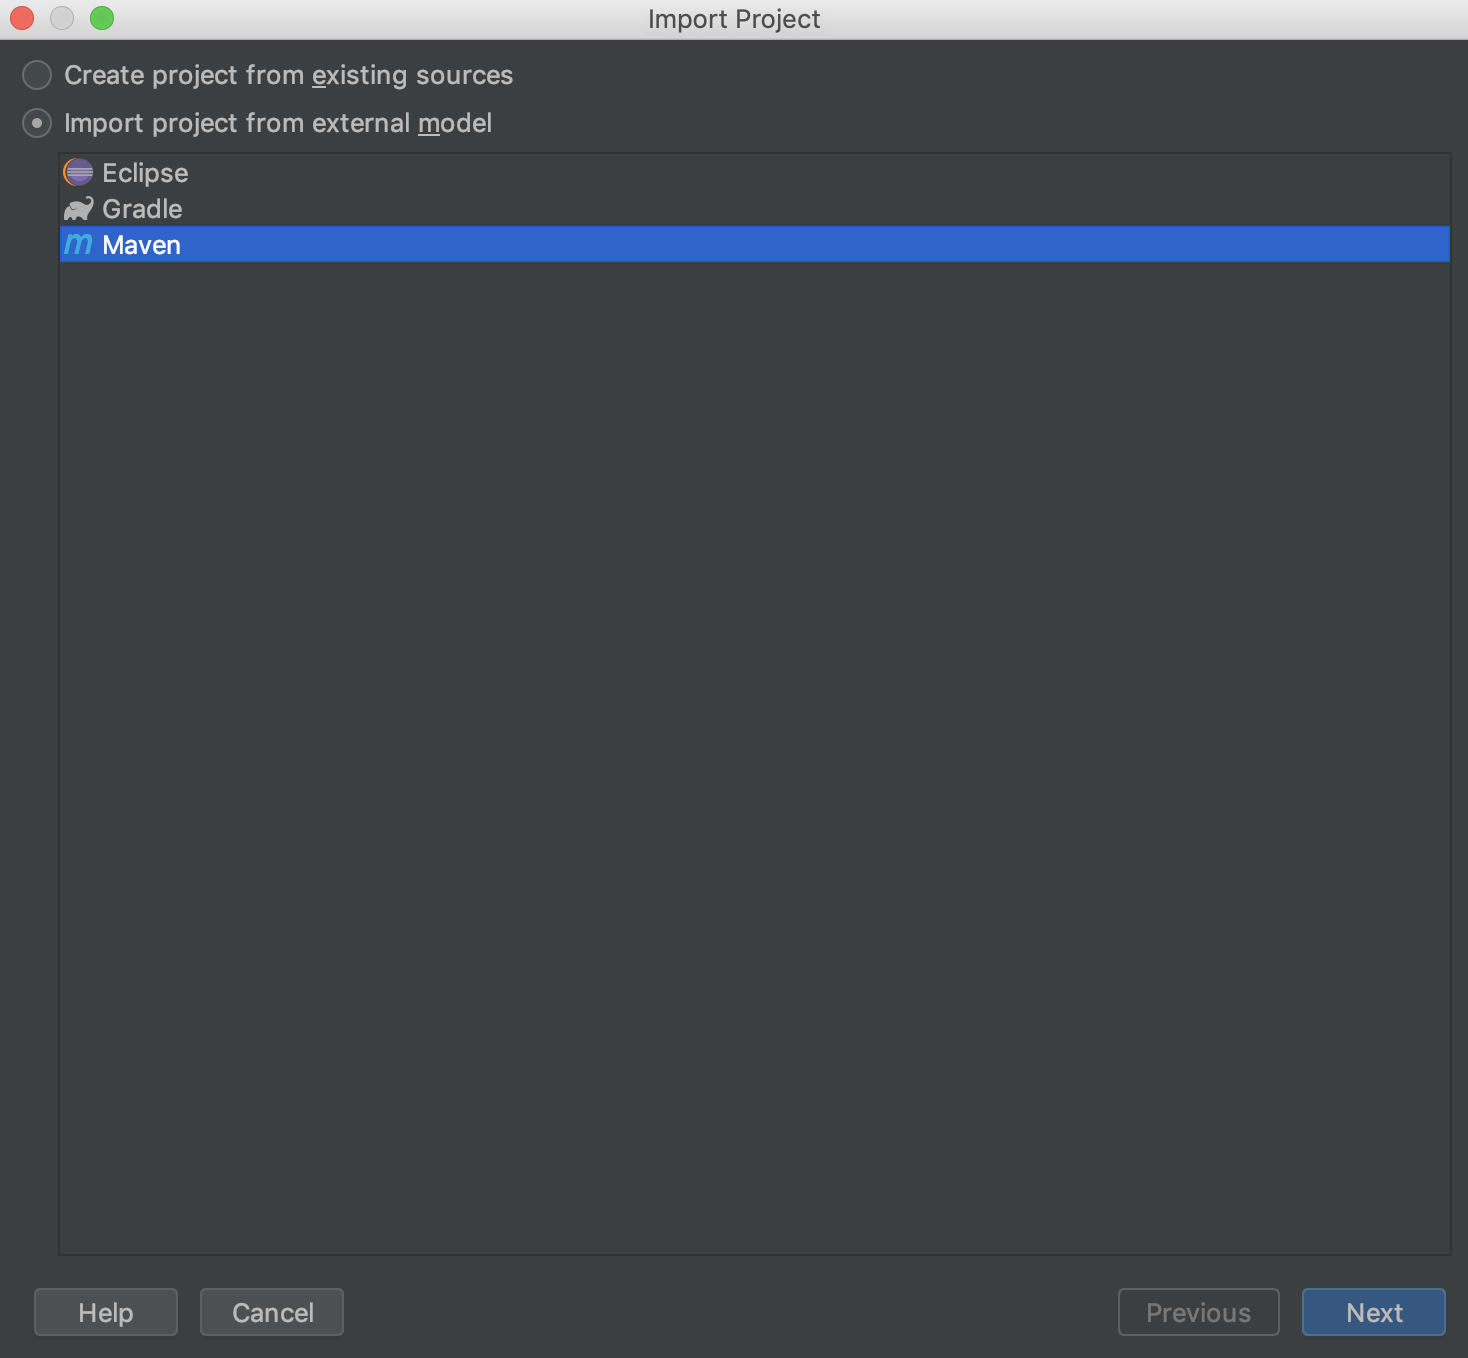 Import Project
Create project from existing sources
Import project from external model
Eclipse
Gradle
m Maven
Help Cancel Previous Next